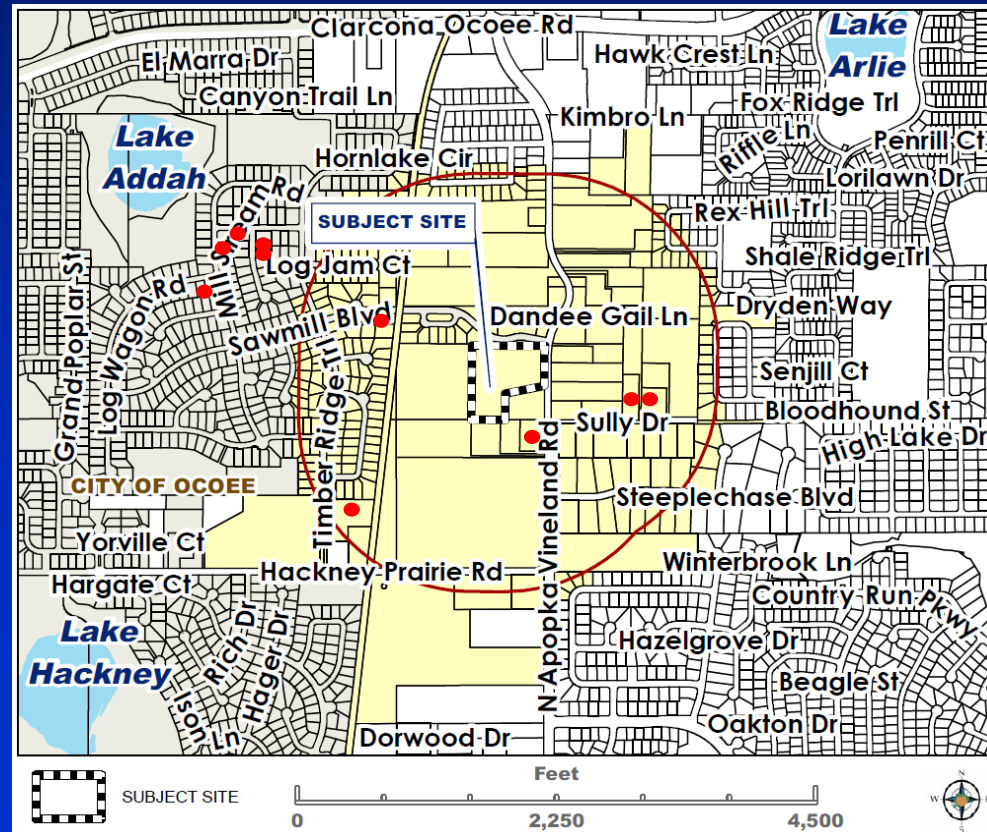 Clarcona Ocoee Rd
Lake
Arlie
El Marra Dr
Hawk Crest Ln
Canyon Trail Ln
Fox Ridge Trl
Kimbro Ln
Lake
Addah
Riffle Ln
Penrill Ct
Hornlake Cir
Lorilawn Dr
Mill Stream Rd
SUBJECT SITE
Rex Hill Trl
Log Jam Ct
Shale Ridge Trl
Grand Poplar St
Log Wagon Rd
Sawmill Blvd
Dandee Gail Ln
Dryden Way
Timber Ridge Trl
Senjill Ct
Sully Dr
Bloodhound St
High Lake Dr
CITY OF OCOEE
N Apopka Vineland Rd
Steeplechase Blvd
Yorville Ct
Winterbrook Ln
Hackney Prairie Rd
Hargate Ct
Country Run Pkwy
Lake
Hackney
Rich Dr
Hager Dr
Hazelgrove Dr
Beagle St
Ison Ln
Dorwood Dr
Oakton Dr
SUBJECT SITE
Feet
0 2,250 4,500
N
W
S